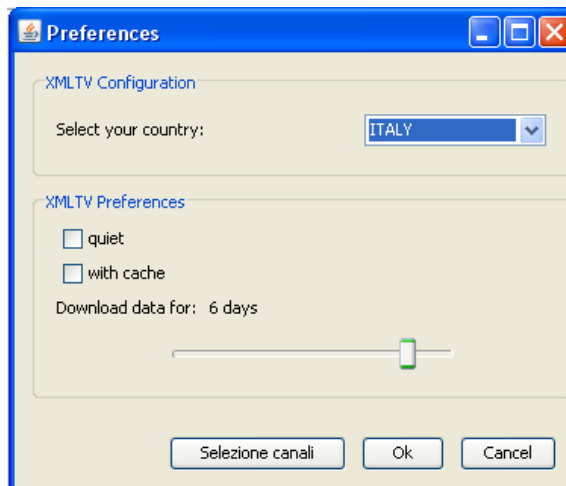 Preferences
XMLTV Configuration
Select your country: ITALY
XMLTV Preferences
quiet
with cache
Download data for: 6 days
Selezione canali Ok Cancel